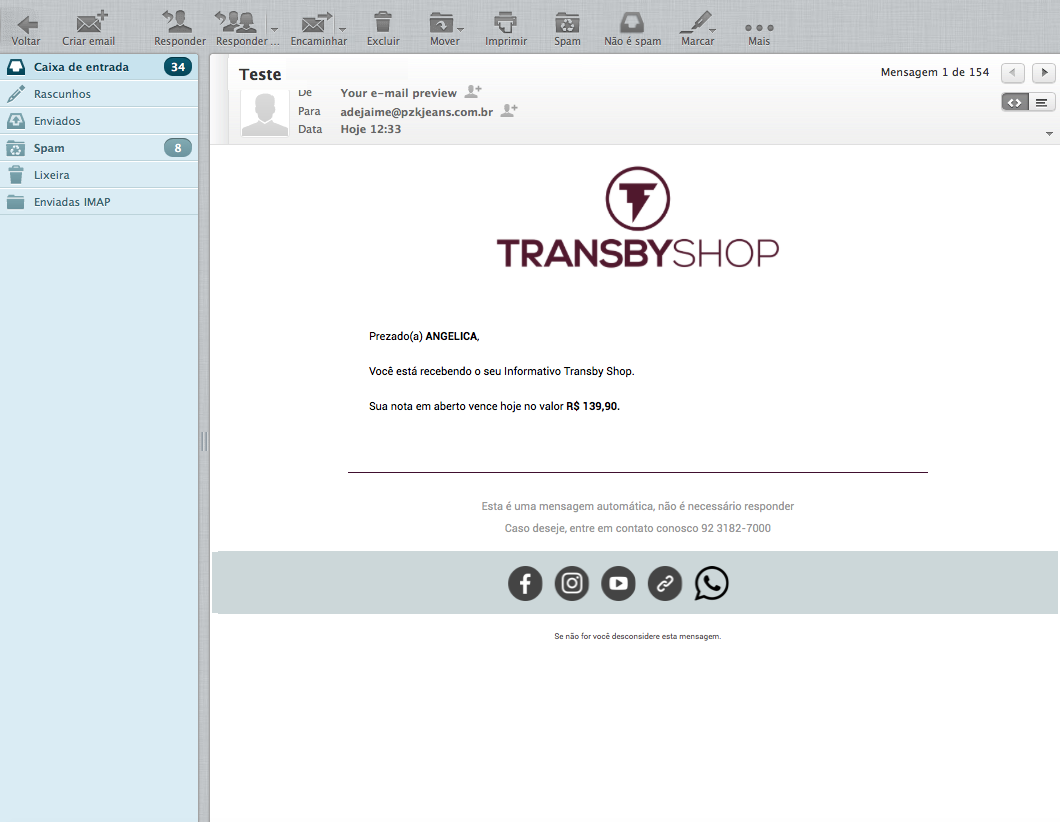 Voltar Criar email Responder Responder ... Encaminhar Excluir Mover Imprimir Spam Não é spam Marcar Mais
Caixa de entrada 34
Rascunhos
Enviados
Spam 8
Lixeira
Enviadas IMAP
Teste
Mensagem 1 de 154
De Your e-mail preview
Para adejaime@pzkjeans.com.br
Data Hoje 12:33
TRANSBYSHOP
Prezado(a) ANGELICA,
Você está recebendo o seu Informativo Transby Shop.
Sua nota em aberto vence hoje no valor R$ 139,90.
Esta é uma mensagem automática, não é necessário responder
Caso deseje, entre em contato conosco 92 3182-7000
Se não for você desconsidere esta mensagem.